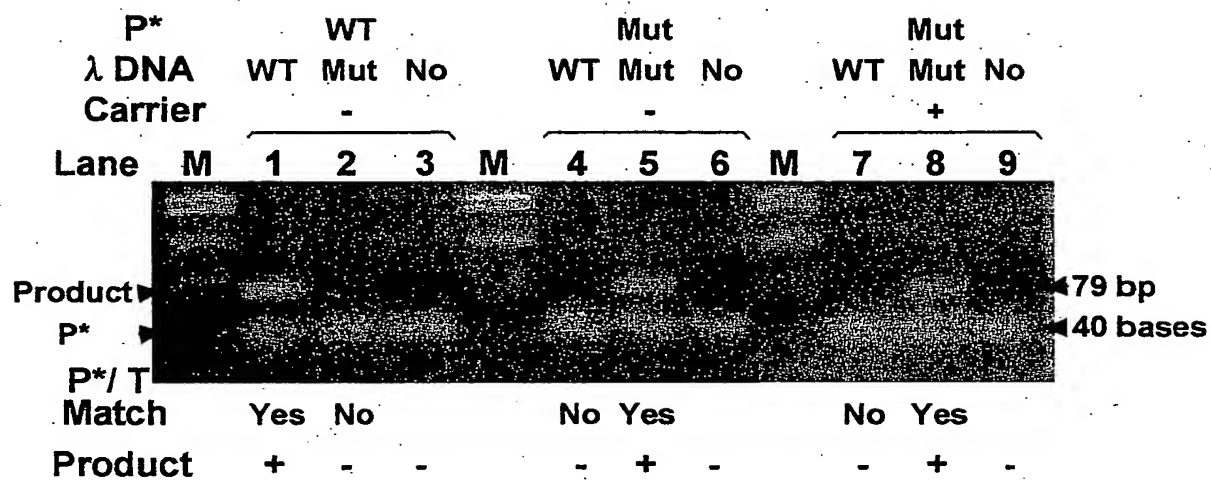 P* WT Mut Mut
λ DNA WT Mut No WT Mut No WT Mut No
Carrier - - +
Lane M 1 2 3 M 4 5 6 M 7 8 9
Product 79 bp
P* 40 bases
P*/ T
Match Yes No No Yes No Yes
Product + - - - + - - + -